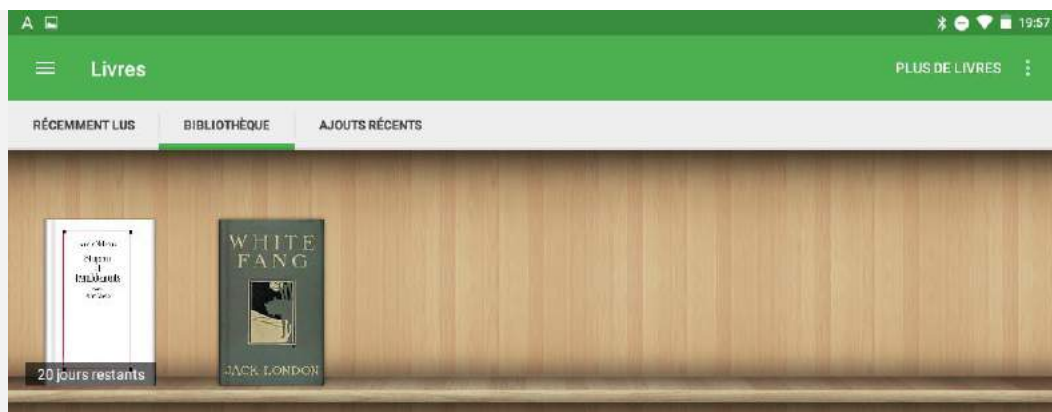 A
19:57
Livres
PLUS DE LIVRES
RÉCEMMENT LUS
BIBLIOTHÈQUE
AJOUTS RÉCENTS
WHITE
FANG
JACK LONDON
20 jours restants